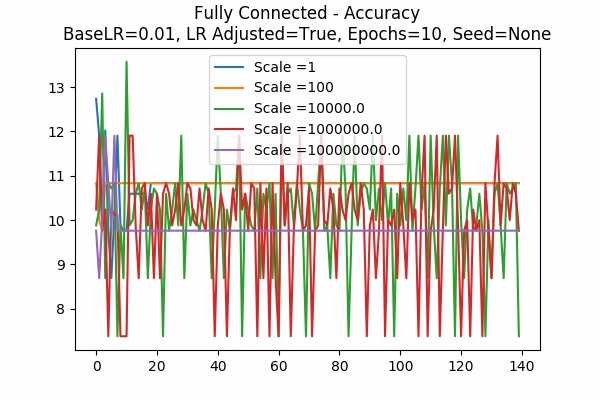 Fully Connected - Accuracy
BaseLR=0.01, LR Adjusted=True, Epochs=10, Seed=None
Scale =1
Scale =100
Scale =10000.0
Scale =1000000.0
Scale =100000000.0
13
12
11
10
9
8
0 20 40 60 80 100 120 140